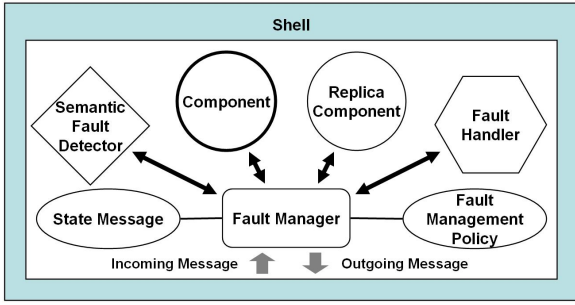 Shell
Semantic
Fault
Detector
Component
Replica
Component
Fault
Handler
State Message
Fault Manager
Fault
Management
Policy
Incoming Message
Outgoing Message